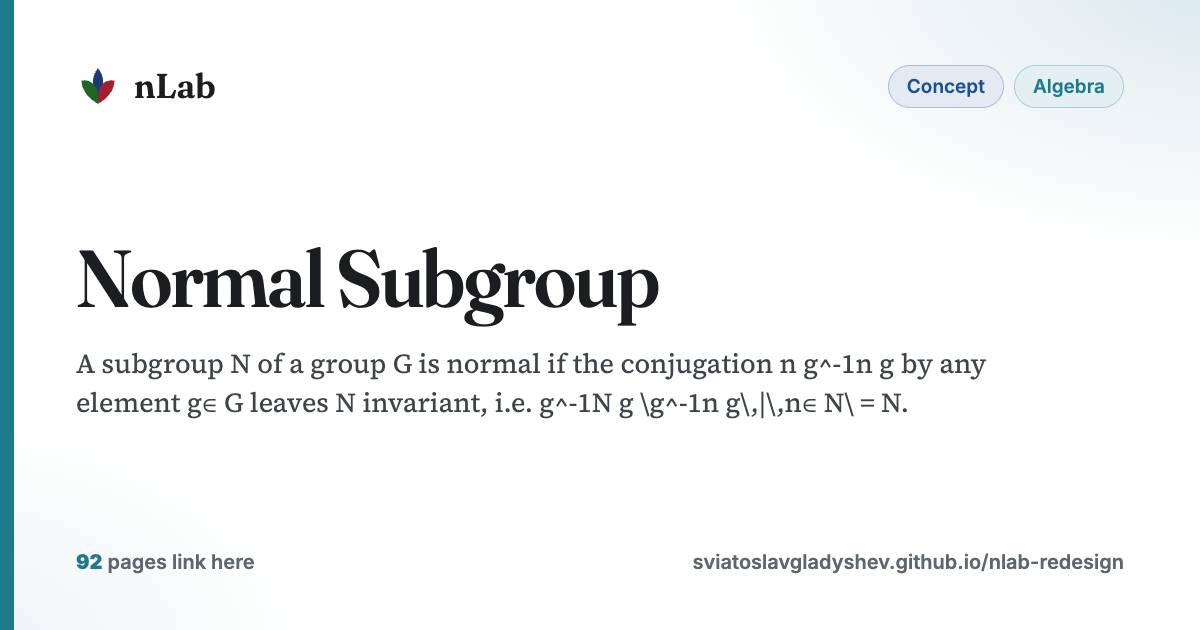 nLab
Concept
Algebra
Normal Subgroup
A subgroup N of a group G is normal if the conjugation n g^-1n g by any
element g∈ G leaves N invariant, i.e. g^-1N g \g^-1n g\,|\,n∈ N\ = N.
92 pages link here
sviatoslavgladyshev.github.io/nlab-redesign